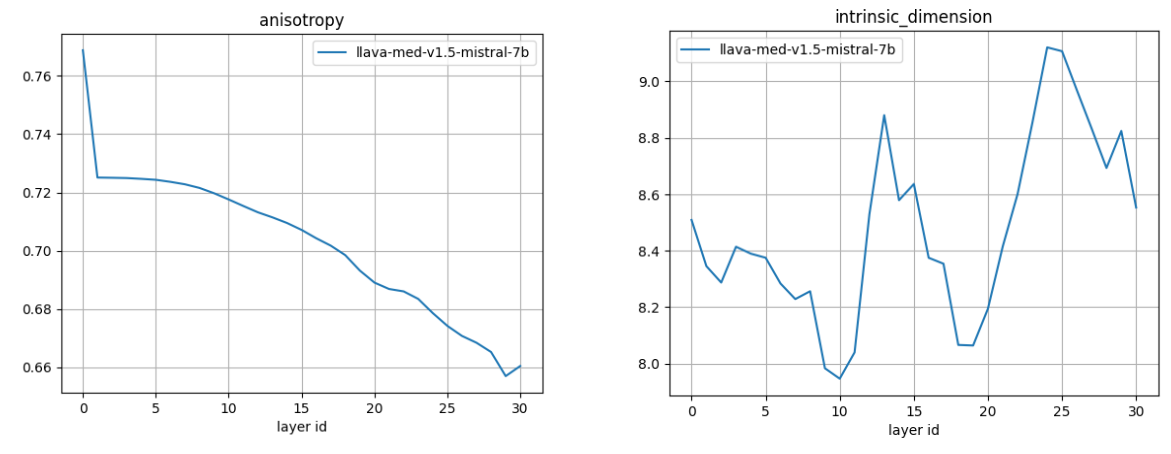 anisotropy
llava-med-v1.5-mistral-7b
0.76
0.74
0.72
0.70
0.68
0.66
0 5 10 15 20 25 30
layer id
intrinsic_dimension
llava-med-v1.5-mistral-7b
9.0
8.8
8.6
8.4
8.2
8.0
0 5 10 15 20 25 30
layer id